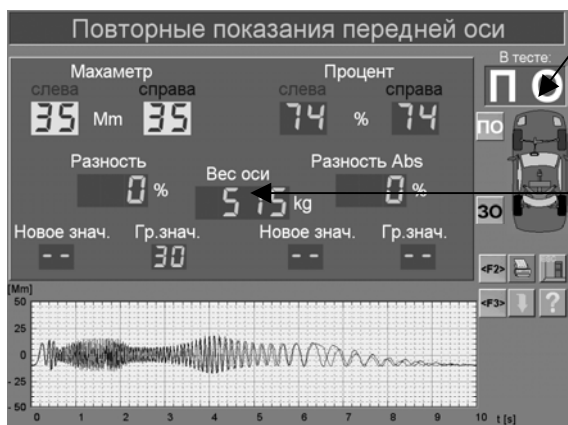 Повторные показания передней оси
В тесте:
П О
Махаметр Процент
слева справа слева справа
35 Mm 35 74 % 74
ПО
Разность Вес оси Разность Abs
0 % 515 kg 0 %
ЗО
Новое знач. Гр.знач. Новое знач. Гр.знач.
-- 30 -- --
<F2>
<F3> ?
[Mm]
50
25
0
- 25
- 50
0 1 2 3 4 5 6 7 8 9 10 t [s]